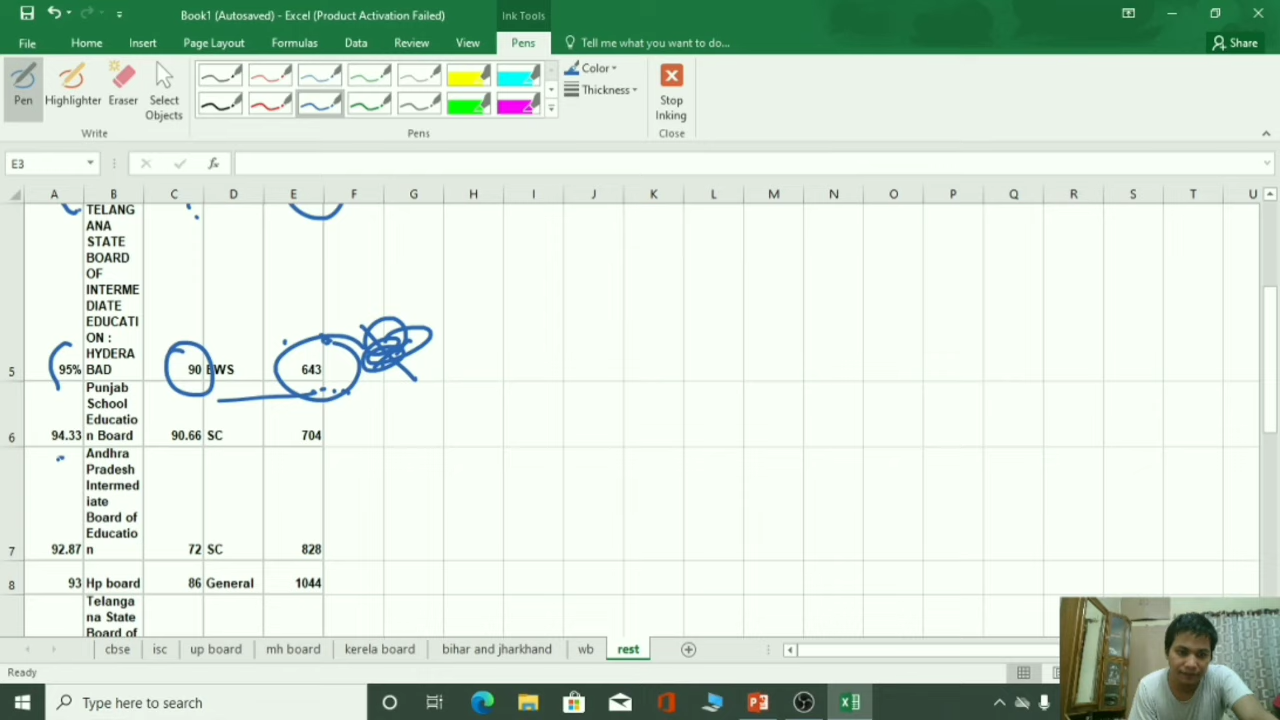 Book1 (Autosaved) - Excel (Product Activation Failed)
Ink Tools
File Home Insert Page Layout Formulas Data Review View Pens Tell me what you want to do... Share
Pen Highlighter Eraser Select Objects
Color
Thickness
Stop Inking
Write Pens Close
E3 fx
A B C D E F G H I J K L M N O P Q R S T U
TELANG
ANA
STATE
BOARD
OF
INTERME
DIATE
EDUCATI
ON :
HYDERA
5 95% BAD 90 EWS 643
Punjab
School
Educatio
6 94.33 n Board 90.66 SC 704
Andhra
Pradesh
Intermed
iate
Board of
Educatio
7 92.87 n 72 SC 828
8 93 Hp board 86 General 1044
Telanga
na State
Board of
cbse isc up board mh board kerela board bihar and jharkhand wb rest
Ready
Type here to search